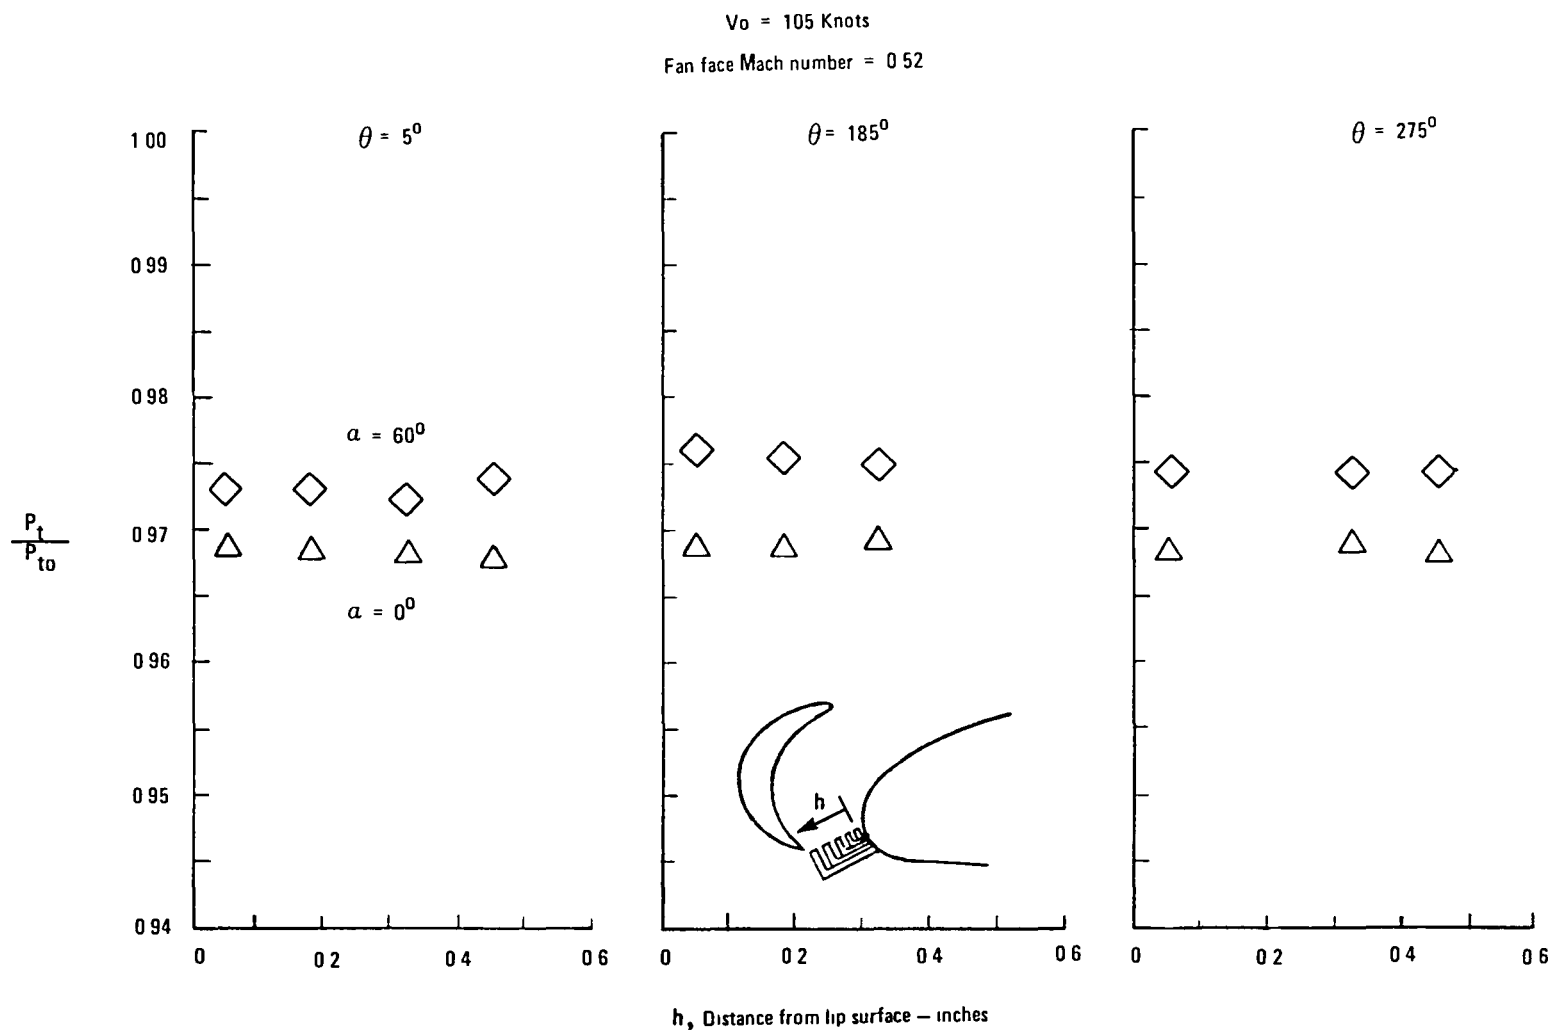 Vo = 105 Knots
Fan face Mach number = 0 52
θ = 5⁰
θ = 185⁰
θ = 275⁰
1 00
0 99
0 98
0 97
0 96
0 95
0 94
P_t
P_to
α = 60⁰
α = 0⁰
h
0 0 2 0 4 0 6
0 0 2 0 4 0 6
0 0 2 0 4 0 6
h, Distance from lip surface – inches